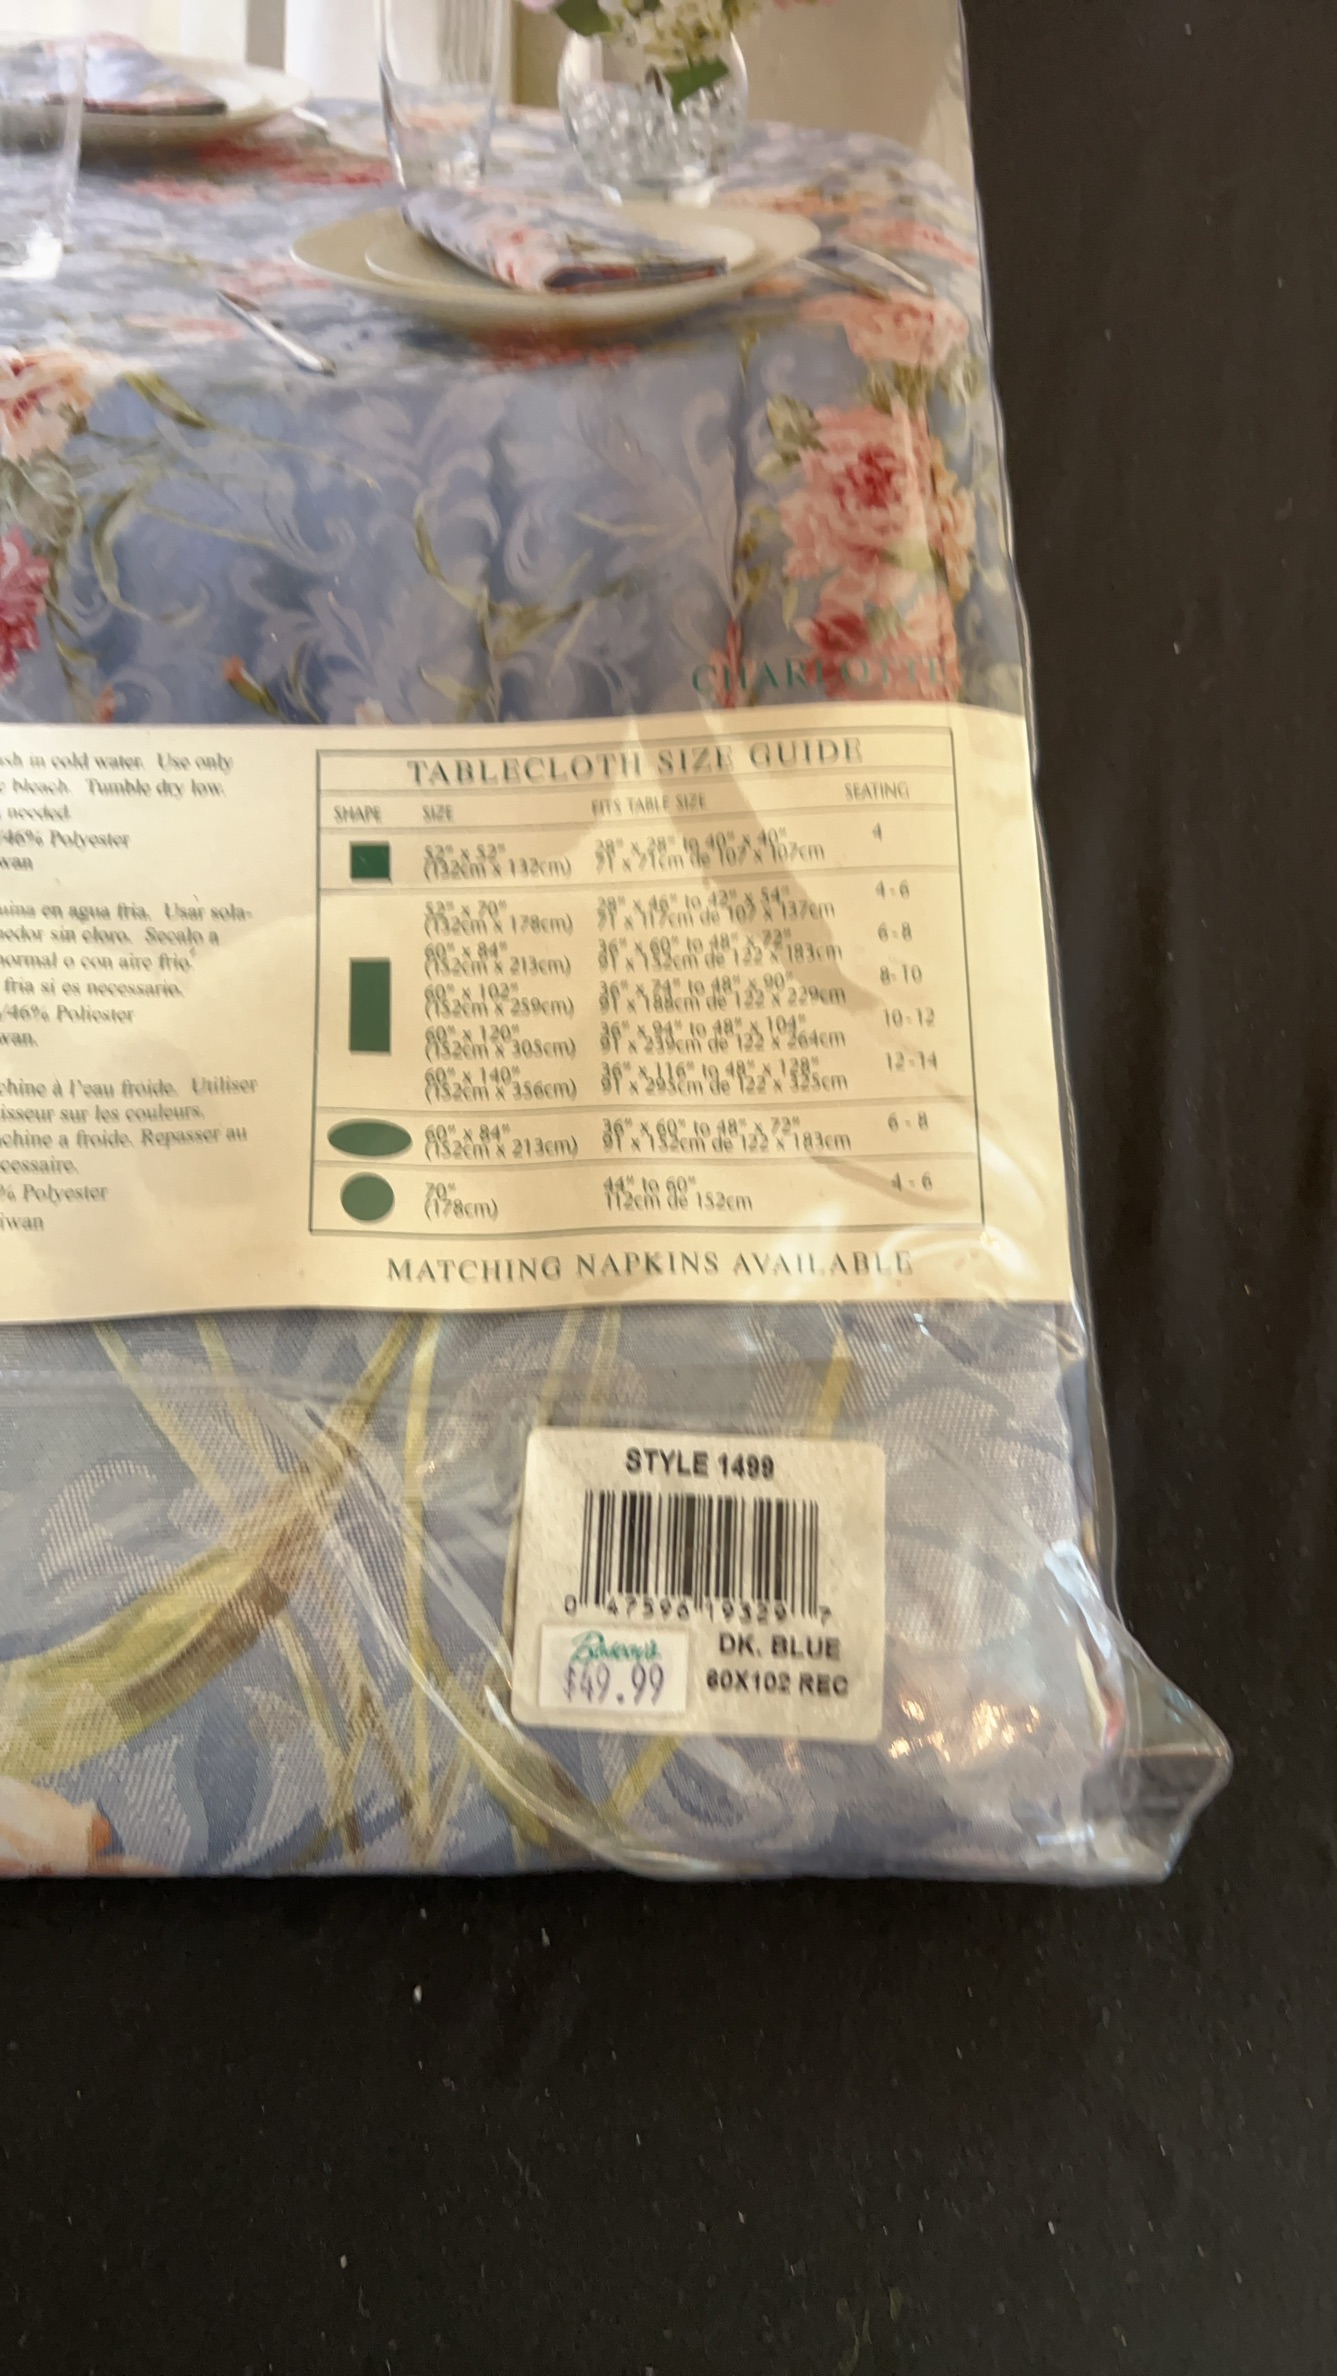 CHARLOTTE
sh in cold water. Use only
bleach. Tumble dry low.
needed.
/46% Polyester
wan
uina en agua fria. Usar sola-
nedor sin cloro. Secalo a
normal o con aire frio.
fria si es necessario.
/46% Poliester
wan.
chine à l'eau froide. Utiliser
isseur sur les couleurs.
chine a froide. Repasser au
cessaire.
% Polyester
iwan
TABLECLOTH SIZE GUIDE
SHAPE SIZE FITS TABLE SIZE SEATING
52" x 52" 28" x 28" to 40" x 40" 4
(132cm x 132cm) 71 x 71cm de 107 x 107cm
52" x 70" 28" x 46" to 42" x 54" 4-6
(132cm x 178cm) 71 x 117cm de 107 x 137cm
60" x 84" 36" x 60" to 48" x 72" 6-8
(152cm x 213cm) 91 x 152cm de 122 x 183cm
60" x 102" 36" x 74" to 48" x 90" 8-10
(152cm x 259cm) 91 x 188cm de 122 x 229cm
60" x 120" 36" x 94" to 48" x 104" 10-12
(152cm x 305cm) 91 x 239cm de 122 x 264cm
60" x 140" 36" x 116" to 48" x 128" 12-14
(152cm x 356cm) 91 x 295cm de 122 x 325cm
60" x 84" 36" x 60" to 48" x 72" 6-8
(152cm x 213cm) 91 x 152cm de 122 x 183cm
70" 44" to 60" 4-6
(178cm) 112cm de 152cm
MATCHING NAPKINS AVAILABLE
STYLE 1499
0 47596 19329 7
DK. BLUE
$49.99
60X102 REC